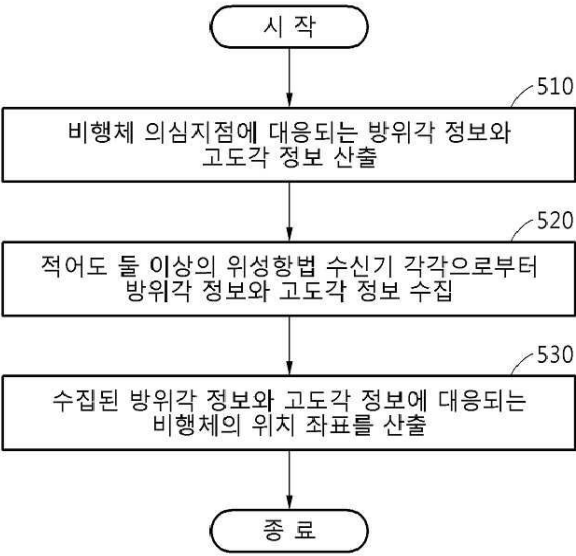 시 작
510
비행체 의심지점에 대응되는 방위각 정보와
고도각 정보 산출
520
적어도 둘 이상의 위성항법 수신기 각각으로부터
방위각 정보와 고도각 정보 수집
530
수집된 방위각 정보와 고도각 정보에 대응되는
비행체의 위치 좌표를 산출
종 료